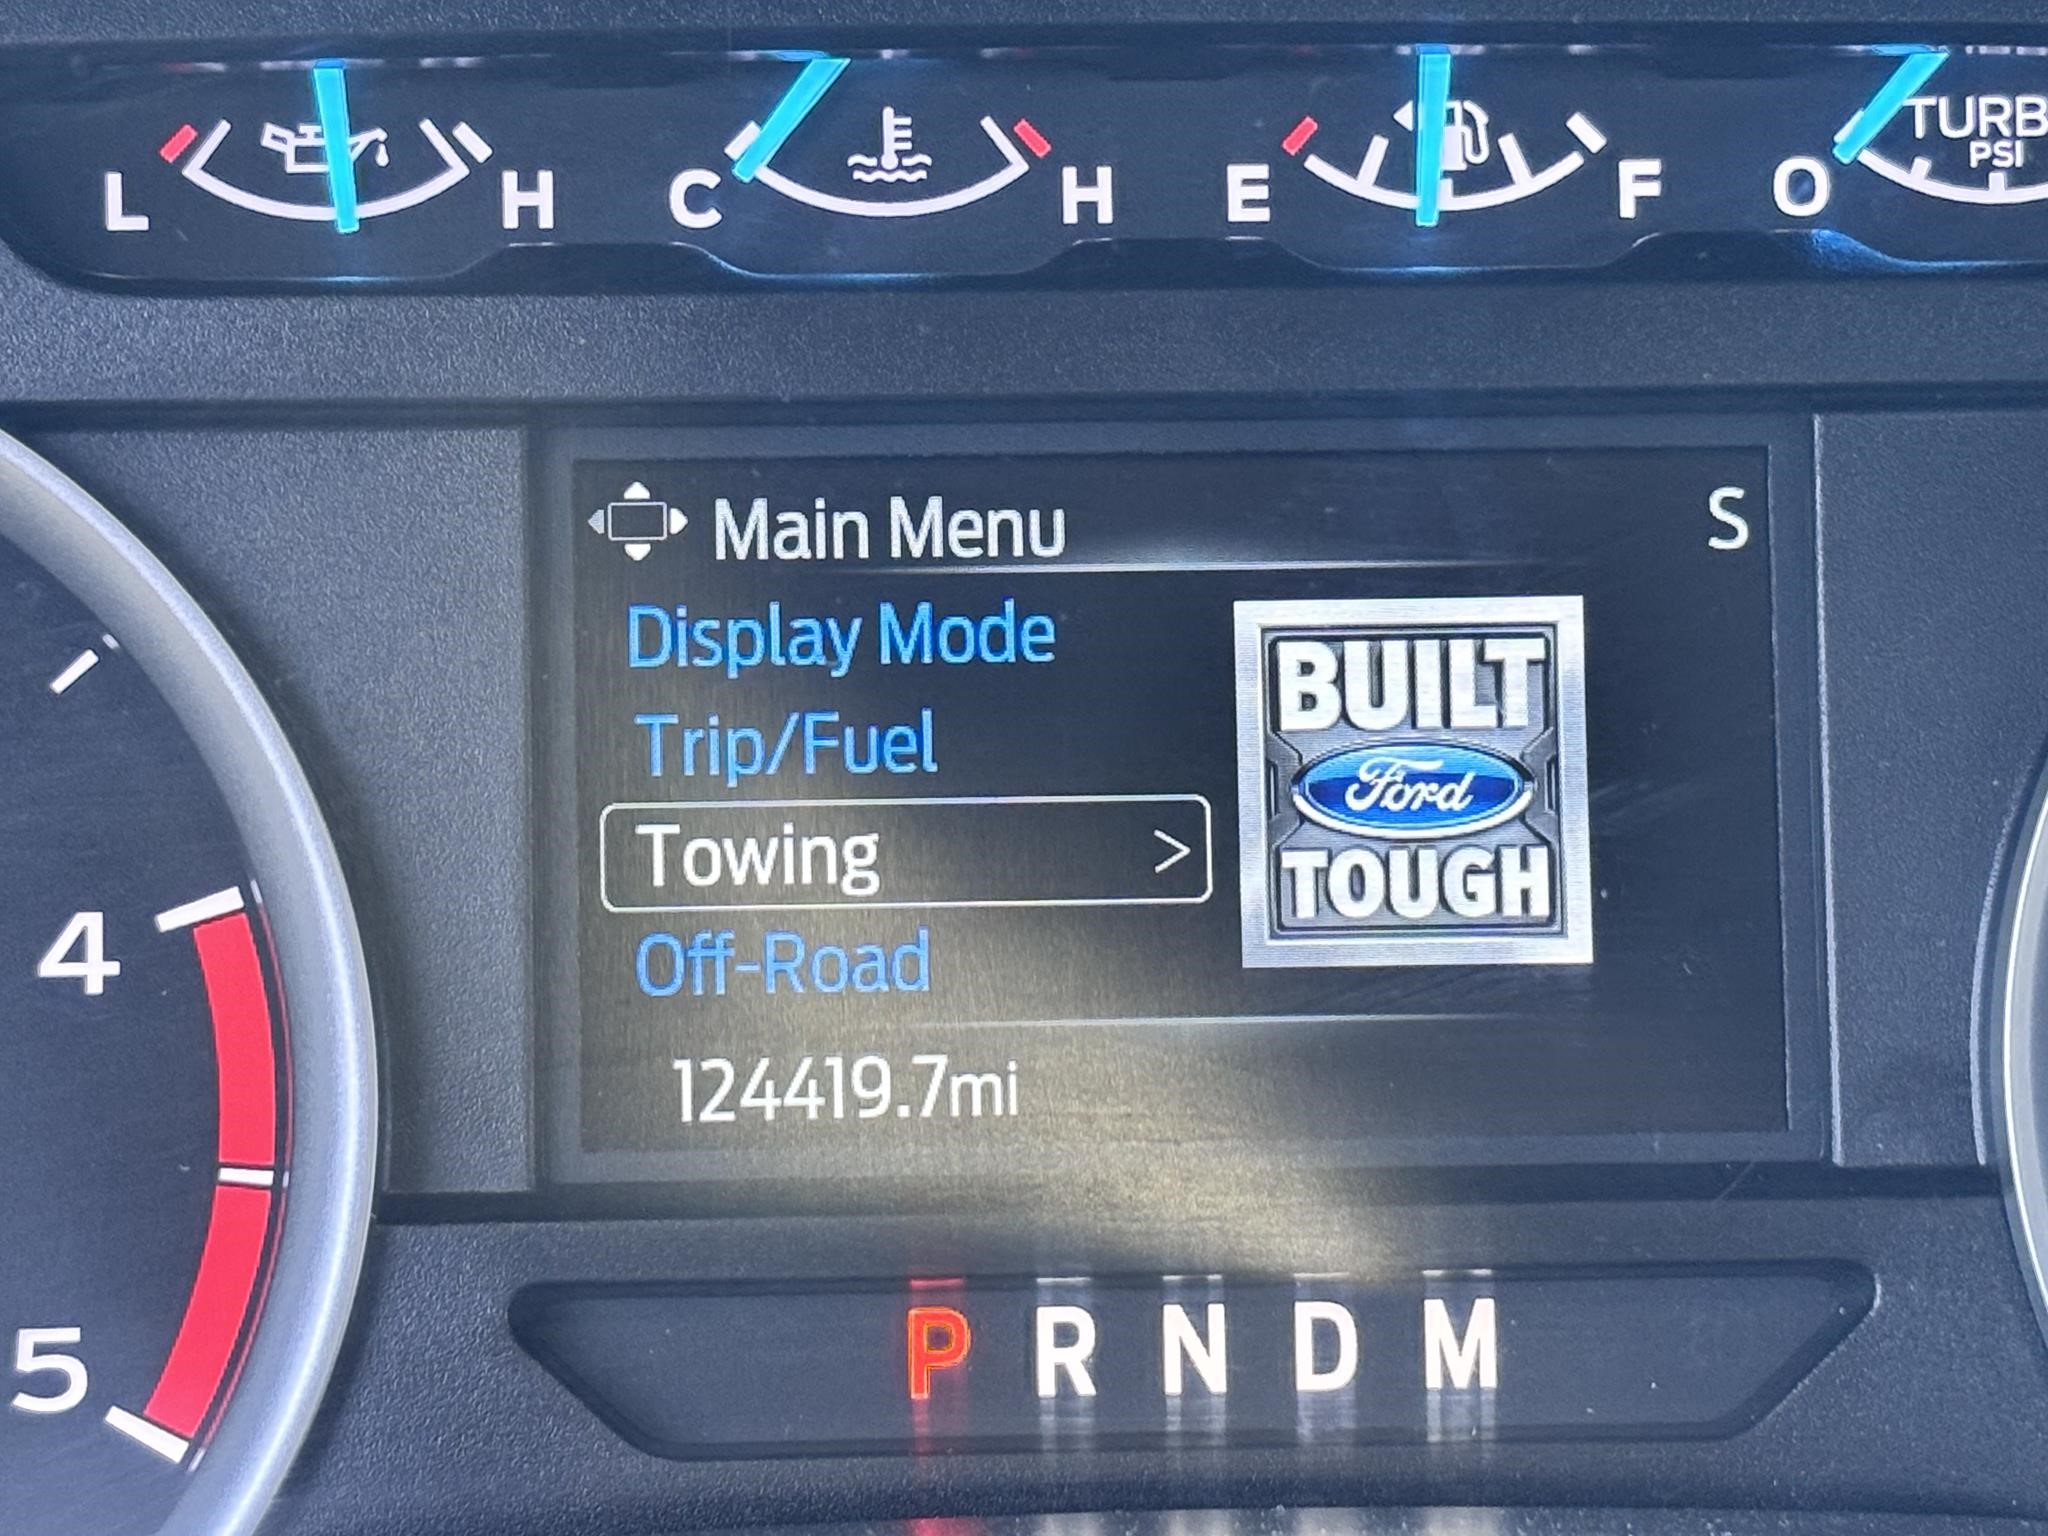 L H C H E F O TURB
PSI
Main Menu S
Display Mode
Trip/Fuel
Towing >
Off-Road
124419.7mi
BUILT
Ford
TOUGH
4
5
P R N D M